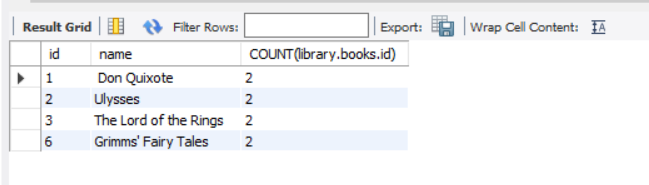 Result Grid Filter Rows: Export: Wrap Cell Content: IA
id name COUNT(library.books.id)
1 Don Quixote 2
2 Ulysses 2
3 The Lord of the Rings 2
6 Grimms' Fairy Tales 2